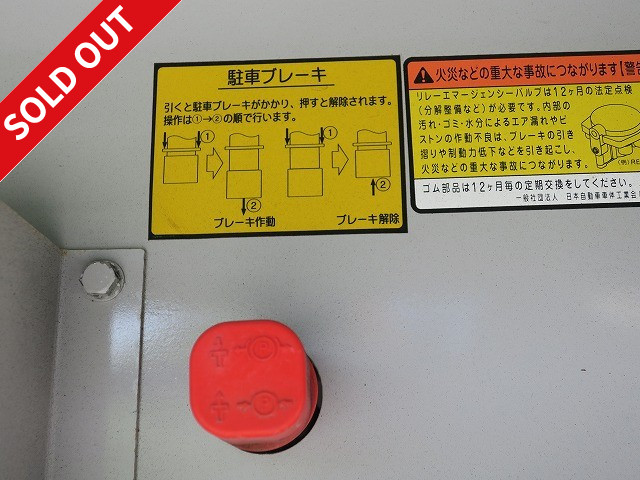 SOLD OUT
駐車ブレーキ
引くと駐車ブレーキがかかり、押すと解除されます。
操作は①→②の順で行います。
① ①
② ②
ブレーキ作動 ブレーキ解除
火災などの重大な事故につながります【警告
リレーエマージェンシーバルブは12ヶ月の法定点検
(分解整備など)が必要です。内部の
汚れ・ゴミ・水分によるエア漏れやピ
ストンの作動不良は、ブレーキの引き
摺りや制動力低下などを引き起こし、
火災などの重大な事故につながります。
(例)RE
ゴム部品は12ヶ月毎の定期交換をしてください。
一般社団法人 日本自動車車体工業会